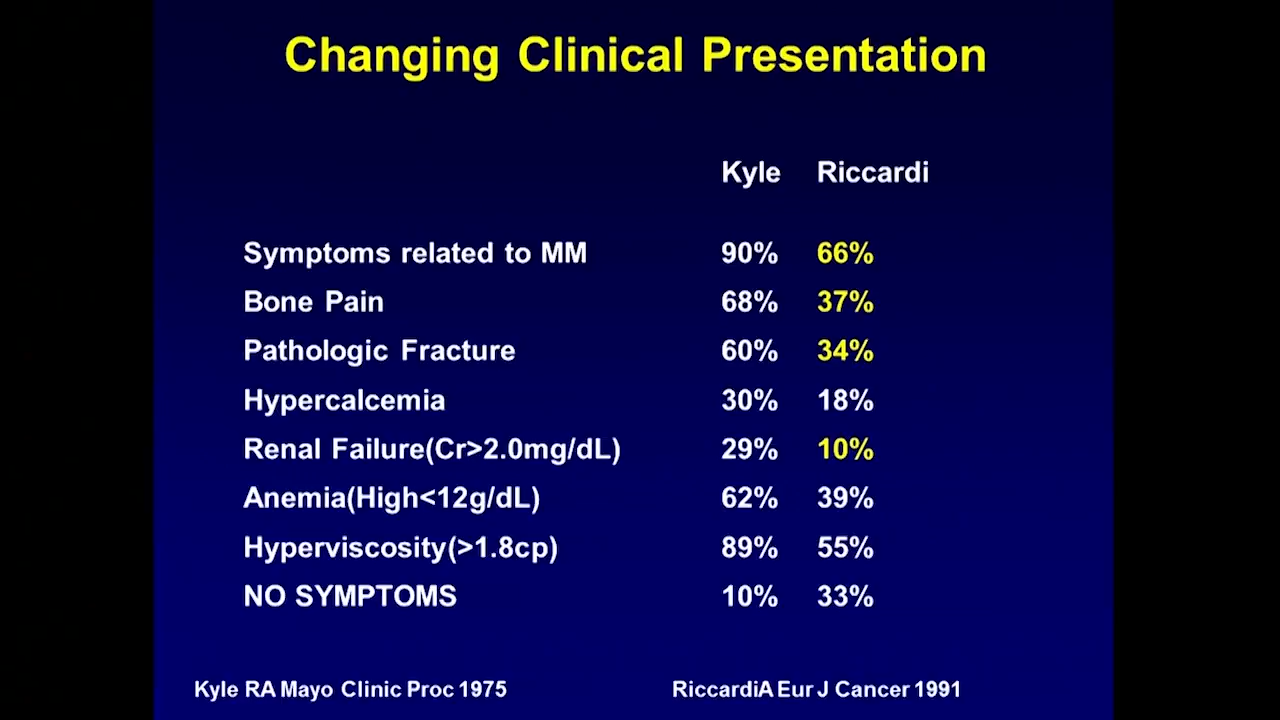 Changing Clinical Presentation
Kyle Riccardi
Symptoms related to MM 90% 66%
Bone Pain 68% 37%
Pathologic Fracture 60% 34%
Hypercalcemia 30% 18%
Renal Failure(Cr>2.0mg/dL) 29% 10%
Anemia(High<12g/dL) 62% 39%
Hyperviscosity(>1.8cp) 89% 55%
NO SYMPTOMS 10% 33%
Kyle RA Mayo Clinic Proc 1975 RiccardiA Eur J Cancer 1991